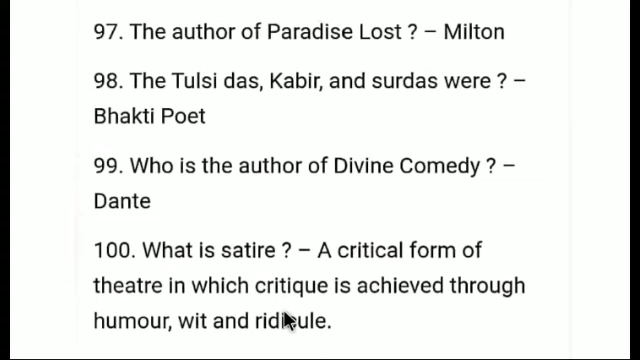 97. The author of Paradise Lost ? – Milton
98. The Tulsi das, Kabir, and surdas were ? –
Bhakti Poet
99. Who is the author of Divine Comedy ? –
Dante
100. What is satire ? – A critical form of
theatre in which critique is achieved through
humour, wit and ridicule.